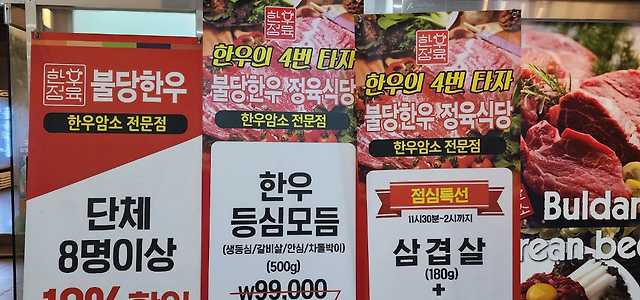 한우
정육
불당한우
한우암소 전문점
단체
8명이상
한우
정육
한우의 4번 타자
불당한우 정육식당
한우암소 전문점
한우
등심모듬
(생등심/갈비살/안심/차돌박이)
(500g)
₩99,000
한우
정육
한우의 4번 타자
불당한우 정육식당
한우암소 전문점
점심특선
11시30분~2시까지
삼겹살
(180g)
+
Buldan
rean be